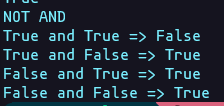 True
NOT AND
True and True => False
True and False => True
False and True => True
False and False => True